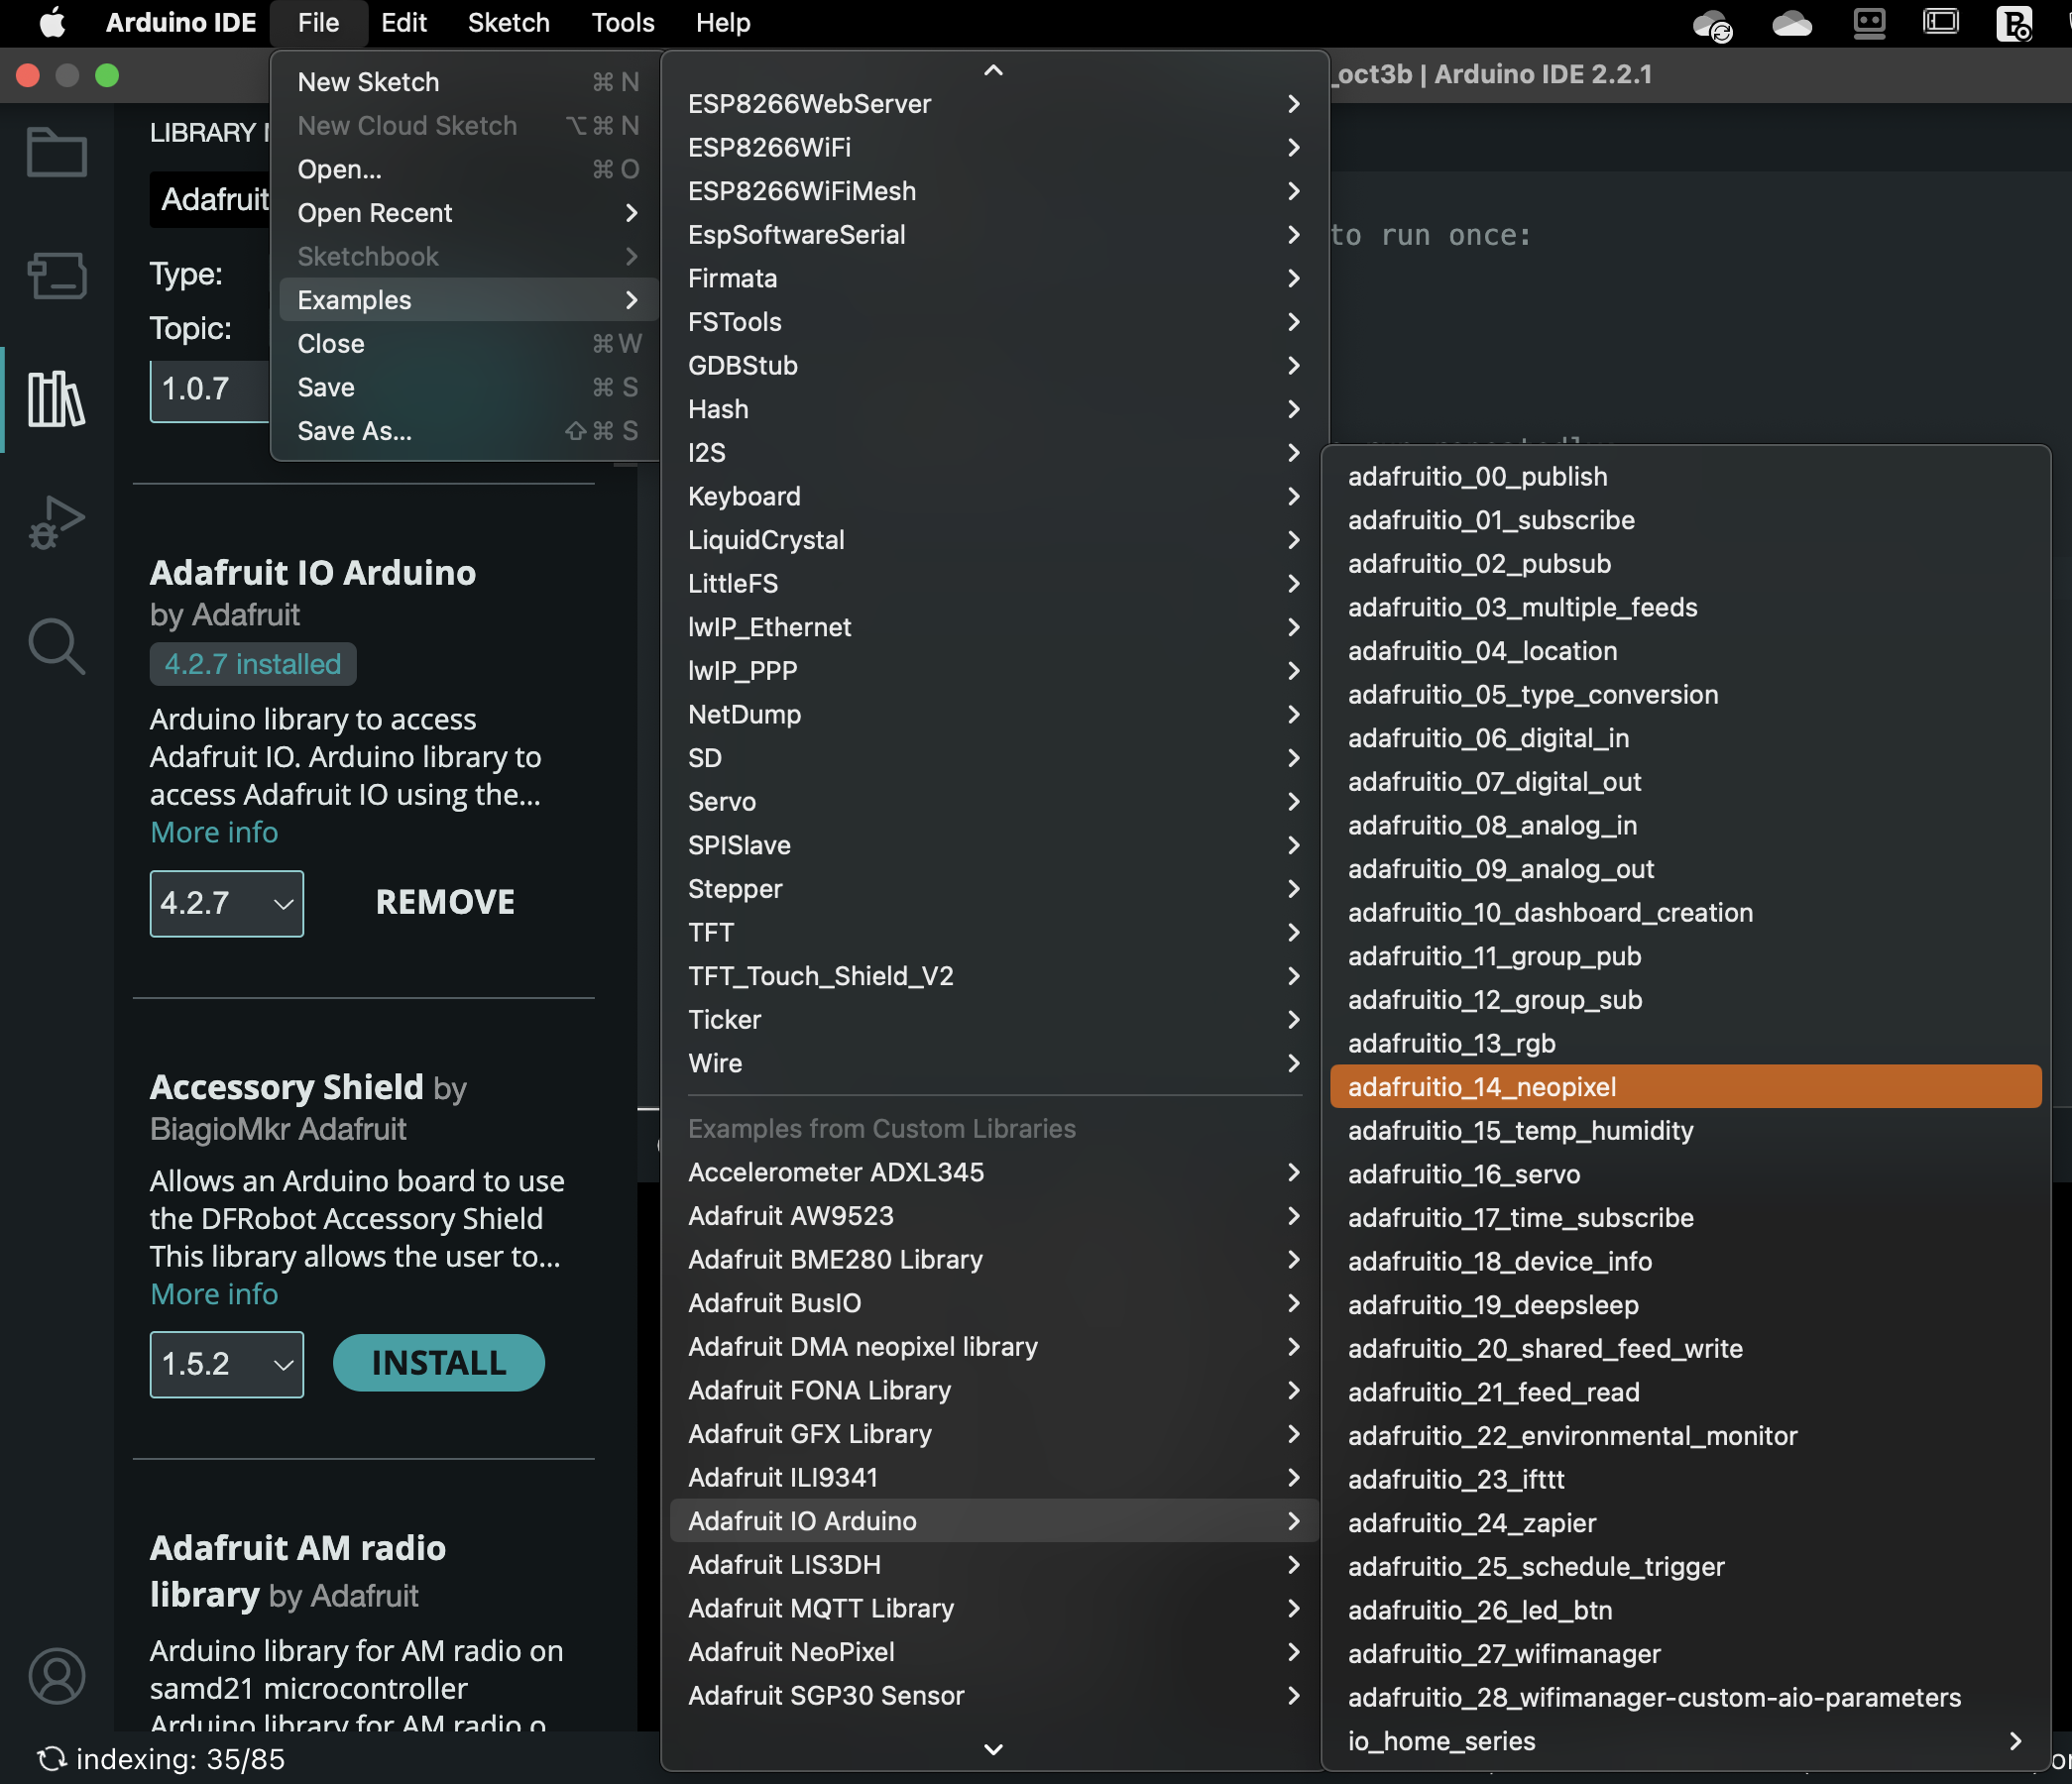 Arduino IDE File Edit Sketch Tools Help
_oct3b | Arduino IDE 2.2.1
New Sketch ⌘ N
New Cloud Sketch ⌥ ⌘ N
Open... ⌘ O
Open Recent
Sketchbook
Examples
Close ⌘ W
Save ⌘ S
Save As... ⇧ ⌘ S
LIBRARY
Adafruit
Type:
Topic:
1.0.7
Adafruit IO Arduino
by Adafruit
4.2.7 installed
Arduino library to access
Adafruit IO. Arduino library to
access Adafruit IO using the...
More info
4.2.7 REMOVE
Accessory Shield by
BiagioMkr Adafruit
Allows an Arduino board to use
the DFRobot Accessory Shield
This library allows the user to...
More info
1.5.2 INSTALL
Adafruit AM radio
library by Adafruit
Arduino library for AM radio on
samd21 microcontroller
Arduino library for AM radio o
indexing: 35/85
ESP8266WebServer
ESP8266WiFi
ESP8266WiFiMesh
EspSoftwareSerial
Firmata
FSTools
GDBStub
Hash
I2S
Keyboard
LiquidCrystal
LittleFS
lwIP_Ethernet
lwIP_PPP
NetDump
SD
Servo
SPISlave
Stepper
TFT
TFT_Touch_Shield_V2
Ticker
Wire
Examples from Custom Libraries
Accelerometer ADXL345
Adafruit AW9523
Adafruit BME280 Library
Adafruit BusIO
Adafruit DMA neopixel library
Adafruit FONA Library
Adafruit GFX Library
Adafruit ILI9341
Adafruit IO Arduino
Adafruit LIS3DH
Adafruit MQTT Library
Adafruit NeoPixel
Adafruit SGP30 Sensor
to run once:
adafruitio_00_publish
adafruitio_01_subscribe
adafruitio_02_pubsub
adafruitio_03_multiple_feeds
adafruitio_04_location
adafruitio_05_type_conversion
adafruitio_06_digital_in
adafruitio_07_digital_out
adafruitio_08_analog_in
adafruitio_09_analog_out
adafruitio_10_dashboard_creation
adafruitio_11_group_pub
adafruitio_12_group_sub
adafruitio_13_rgb
adafruitio_14_neopixel
adafruitio_15_temp_humidity
adafruitio_16_servo
adafruitio_17_time_subscribe
adafruitio_18_device_info
adafruitio_19_deepsleep
adafruitio_20_shared_feed_write
adafruitio_21_feed_read
adafruitio_22_environmental_monitor
adafruitio_23_ifttt
adafruitio_24_zapier
adafruitio_25_schedule_trigger
adafruitio_26_led_btn
adafruitio_27_wifimanager
adafruitio_28_wifimanager-custom-aio-parameters
io_home_series